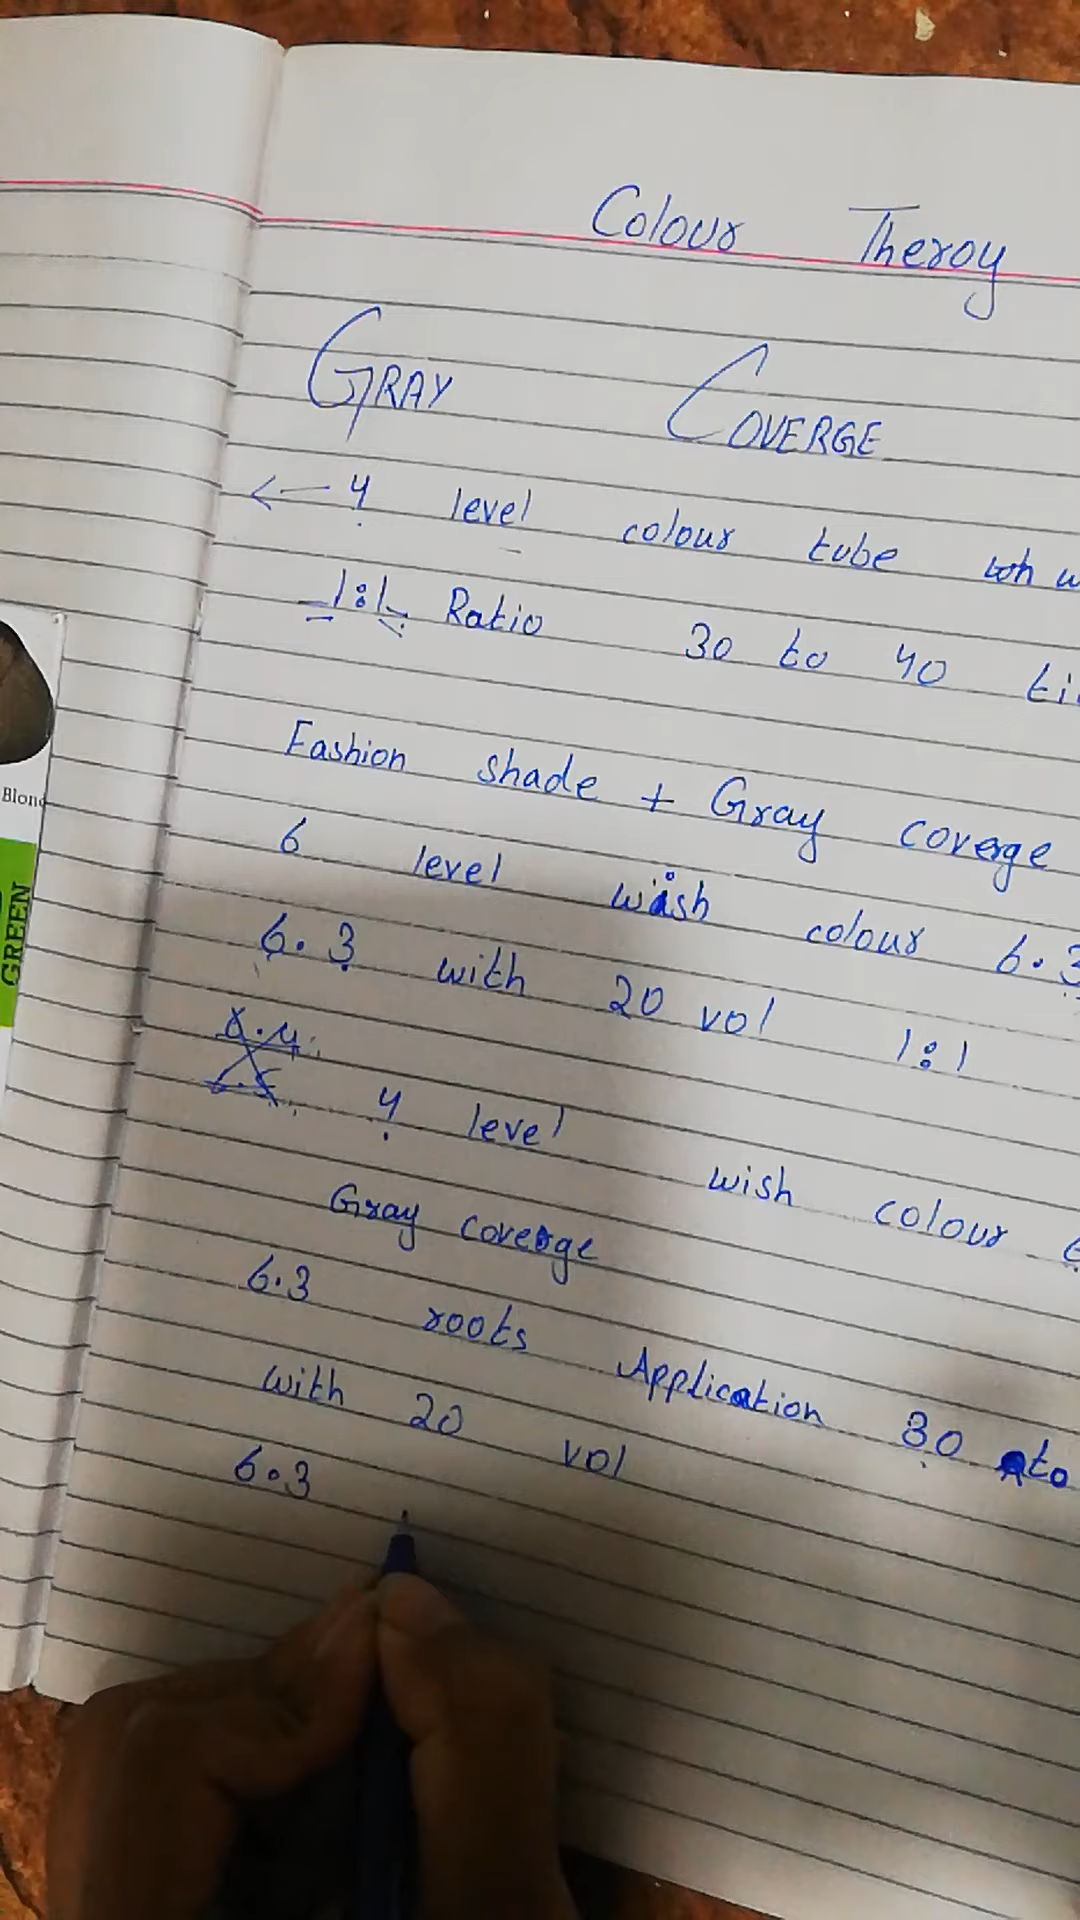 Colour Theroy
GRAY COVERGE
← 4 level colour tube
1:1 Ratio 30 to 40
Fashion shade + Gray coverge
6 level wish colour 6.3
6.3 with 20 vol 1:1
4 level wish colour
Gray coverge
6.3 roots Application 30 to
with 20 vol
6.3
Blond
GREEN